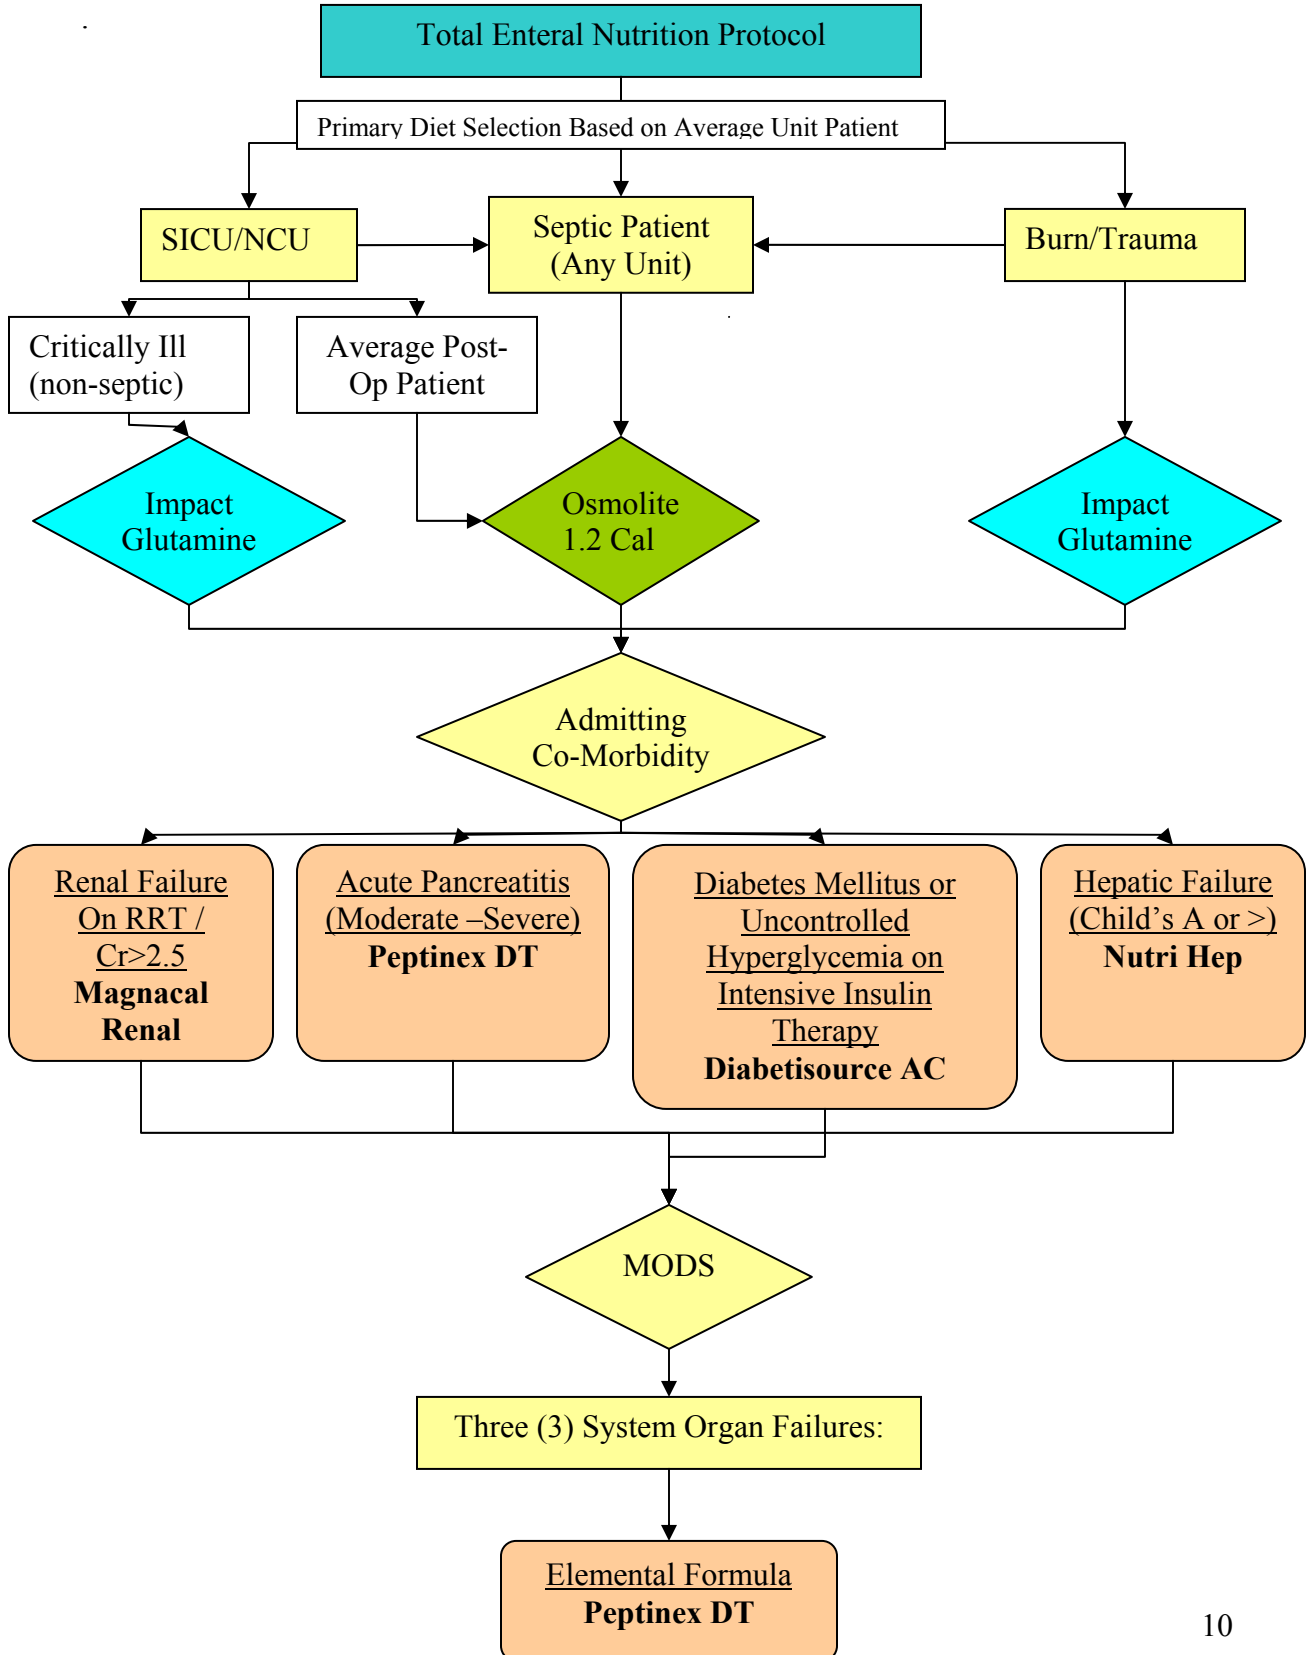 Total Enteral Nutrition Protocol
Primary Diet Selection Based on Average Unit Patient
SICU/NCU
Septic Patient
(Any Unit)
Burn/Trauma
Critically Ill
(non-septic)
Average Post-
Op Patient
Impact
Glutamine
Osmolite
1.2 Cal
Impact
Glutamine
Admitting
Co-Morbidity
Renal Failure
On RRT /
Cr>2.5
Magnacal
Renal
Acute Pancreatitis
(Moderate –Severe)
Peptinex DT
Diabetes Mellitus or
Uncontrolled
Hyperglycemia on
Intensive Insulin
Therapy
Diabetisource AC
Hepatic Failure
(Child’s A or >)
Nutri Hep
MODS
Three (3) System Organ Failures:
Elemental Formula
Peptinex DT
10